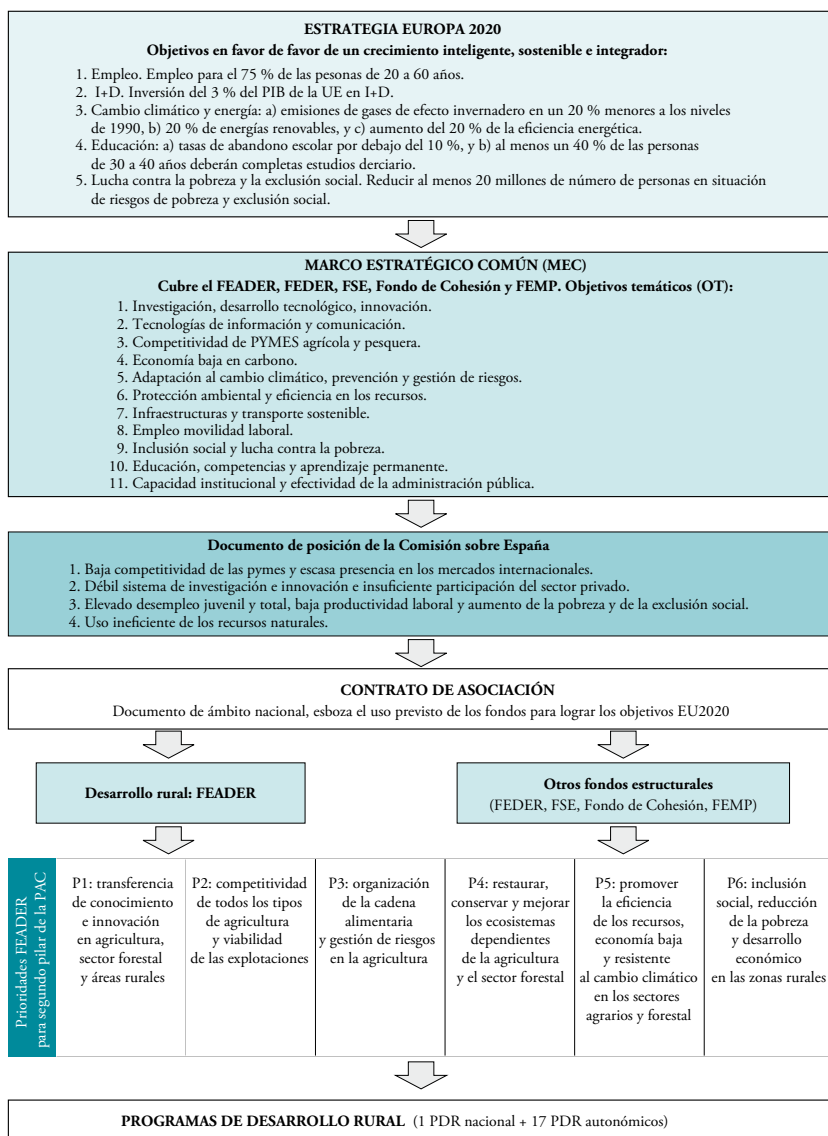 ESTRATEGIA EUROPA 2020
Objetivos en favor de favor de un crecimiento inteligente, sostenible e integrador:
1. Empleo. Empleo para el 75 % de las pesonas de 20 a 60 años.
2. I+D. Inversión del 3 % del PIB de la UE en I+D.
3. Cambio climático y energía: a) emisiones de gases de efecto invernadero en un 20 % menores a los niveles
de 1990, b) 20 % de energías renovables, y c) aumento del 20 % de la eficiencia energética.
4. Educación: a) tasas de abandono escolar por debajo del 10 %, y b) al menos un 40 % de las personas
de 30 a 40 años deberán completas estudios derciario.
5. Lucha contra la pobreza y la exclusión social. Reducir al menos 20 millones de número de personas en situación
de riesgos de pobreza y exclusión social.
MARCO ESTRATÉGICO COMÚN (MEC)
Cubre el FEADER, FEDER, FSE, Fondo de Cohesión y FEMP. Objetivos temáticos (OT):
1. Investigación, desarrollo tecnológico, innovación.
2. Tecnologías de información y comunicación.
3. Competitividad de PYMES agrícola y pesquera.
4. Economía baja en carbono.
5. Adaptación al cambio climático, prevención y gestión de riesgos.
6. Protección ambiental y eficiencia en los recursos.
7. Infraestructuras y transporte sostenible.
8. Empleo movilidad laboral.
9. Inclusión social y lucha contra la pobreza.
10. Educación, competencias y aprendizaje permanente.
11. Capacidad institucional y efectividad de la administración pública.
Documento de posición de la Comisión sobre España
1. Baja competitividad de las pymes y escasa presencia en los mercados internacionales.
2. Débil sistema de investigación e innovación e insuficiente participación del sector privado.
3. Elevado desempleo juvenil y total, baja productividad laboral y aumento de la pobreza y de la exclusión social.
4. Uso ineficiente de los recursos naturales.
CONTRATO DE ASOCIACIÓN
Documento de ámbito nacional, esboza el uso previsto de los fondos para lograr los objetivos EU2020
Desarrollo rural: FEADER
Otros fondos estructurales
(FEDER, FSE, Fondo de Cohesión, FEMP)
Prioridades FEADER
para segundo pilar de la PAC
P1: transferencia
de conocimiento
e innovación
en agricultura,
sector forestal
y áreas rurales
P2: competitividad
de todos los tipos
de agricultura
y viabilidad
de las explotaciones
P3: organización
de la cadena
alimentaria
y gestión de riesgos
en la agricultura
P4: restaurar,
conservar y mejorar
los ecosistemas
dependientes
de la agricultura
y el sector forestal
P5: promover
la eficiencia
de los recursos,
economía baja
y resistente
al cambio climático
en los sectores
agrarios y forestal
P6: inclusión
social, reducción
de la pobreza
y desarrollo
económico
en las zonas rurales
PROGRAMAS DE DESARROLLO RURAL (1 PDR nacional + 17 PDR autonómicos)